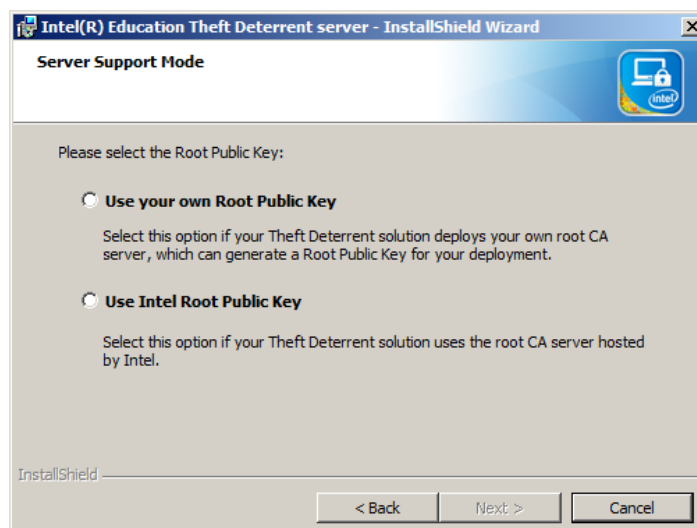 Intel(R) Education Theft Deterrent server - InstallShield Wizard
Server Support Mode
intel
Please select the Root Public Key:
Use your own Root Public Key
Select this option if your Theft Deterrent solution deploys your own root CA
server, which can generate a Root Public Key for your deployment.
Use Intel Root Public Key
Select this option if your Theft Deterrent solution uses the root CA server hosted
by Intel.
InstallShield
< Back Next > Cancel